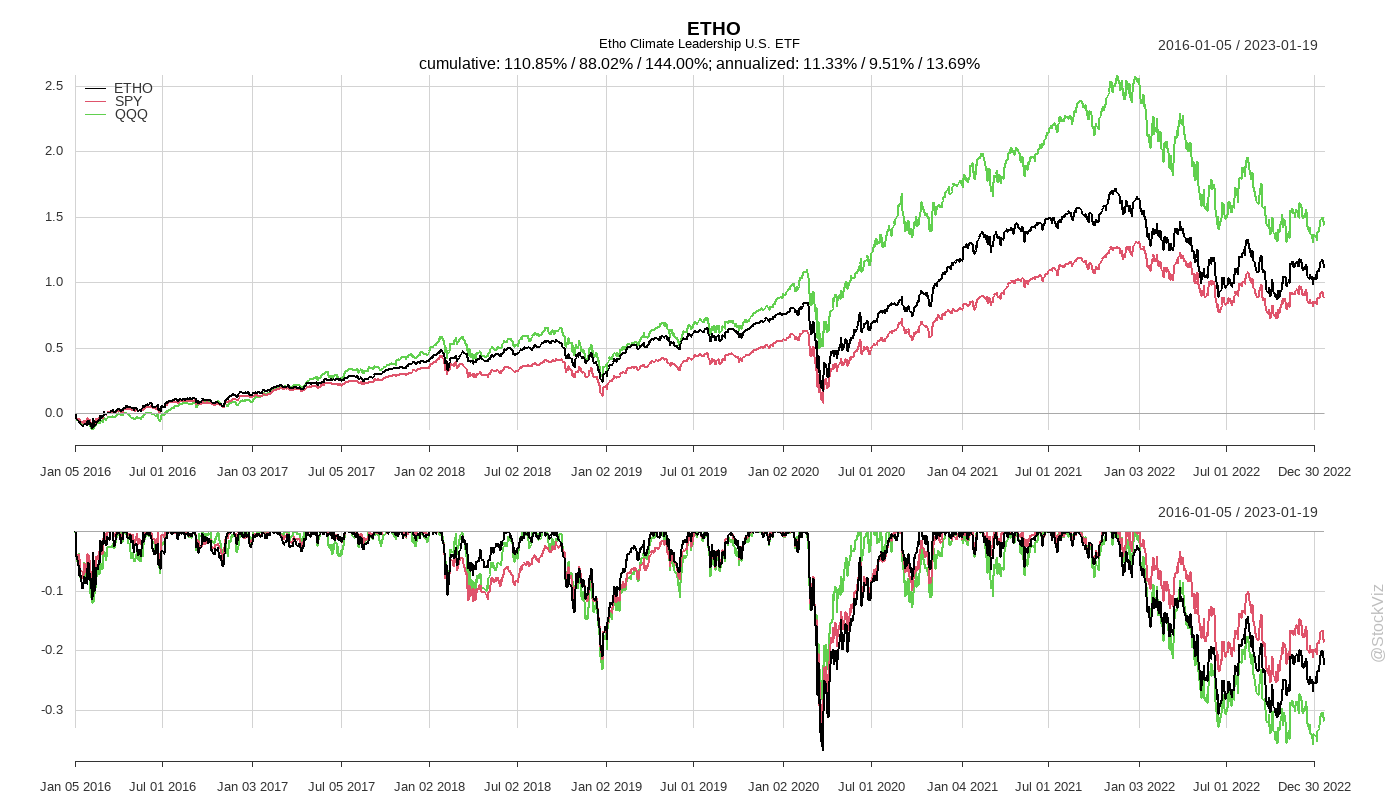 ETHO
Etho Climate Leadership U.S. ETF
2016-01-05 / 2023-01-19
cumulative: 110.85% / 88.02% / 144.00%; annualized: 11.33% / 9.51% / 13.69%
ETHO
SPY
QQQ
2.5
2.0
1.5
1.0
0.5
0.0
Jan 05 2016 Jul 01 2016 Jan 03 2017 Jul 05 2017 Jan 02 2018 Jul 02 2018 Jan 02 2019 Jul 01 2019 Jan 02 2020 Jul 01 2020 Jan 04 2021 Jul 01 2021 Jan 03 2022 Jul 01 2022 Dec 30 2022
2016-01-05 / 2023-01-19
-0.1
-0.2
-0.3
Jan 05 2016 Jul 01 2016 Jan 03 2017 Jul 05 2017 Jan 02 2018 Jul 02 2018 Jan 02 2019 Jul 01 2019 Jan 02 2020 Jul 01 2020 Jan 04 2021 Jul 01 2021 Jan 03 2022 Jul 01 2022 Dec 30 2022
@StockViz